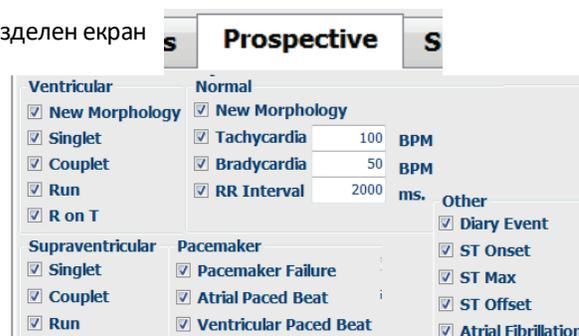 зделен екран
s Prospective S
Ventricular
New Morphology
Singlet
Couplet
Run
R on T
Normal
New Morphology
Tachycardia 100 BPM
Bradycardia 50 BPM
RR Interval 2000 ms.
Other
Diary Event
ST Onset
ST Max
ST Offset
Atrial Fibrillation
Supraventricular
Singlet
Couplet
Run
Pacemaker
Pacemaker Failure
Atrial Paced Beat
Ventricular Paced Beat